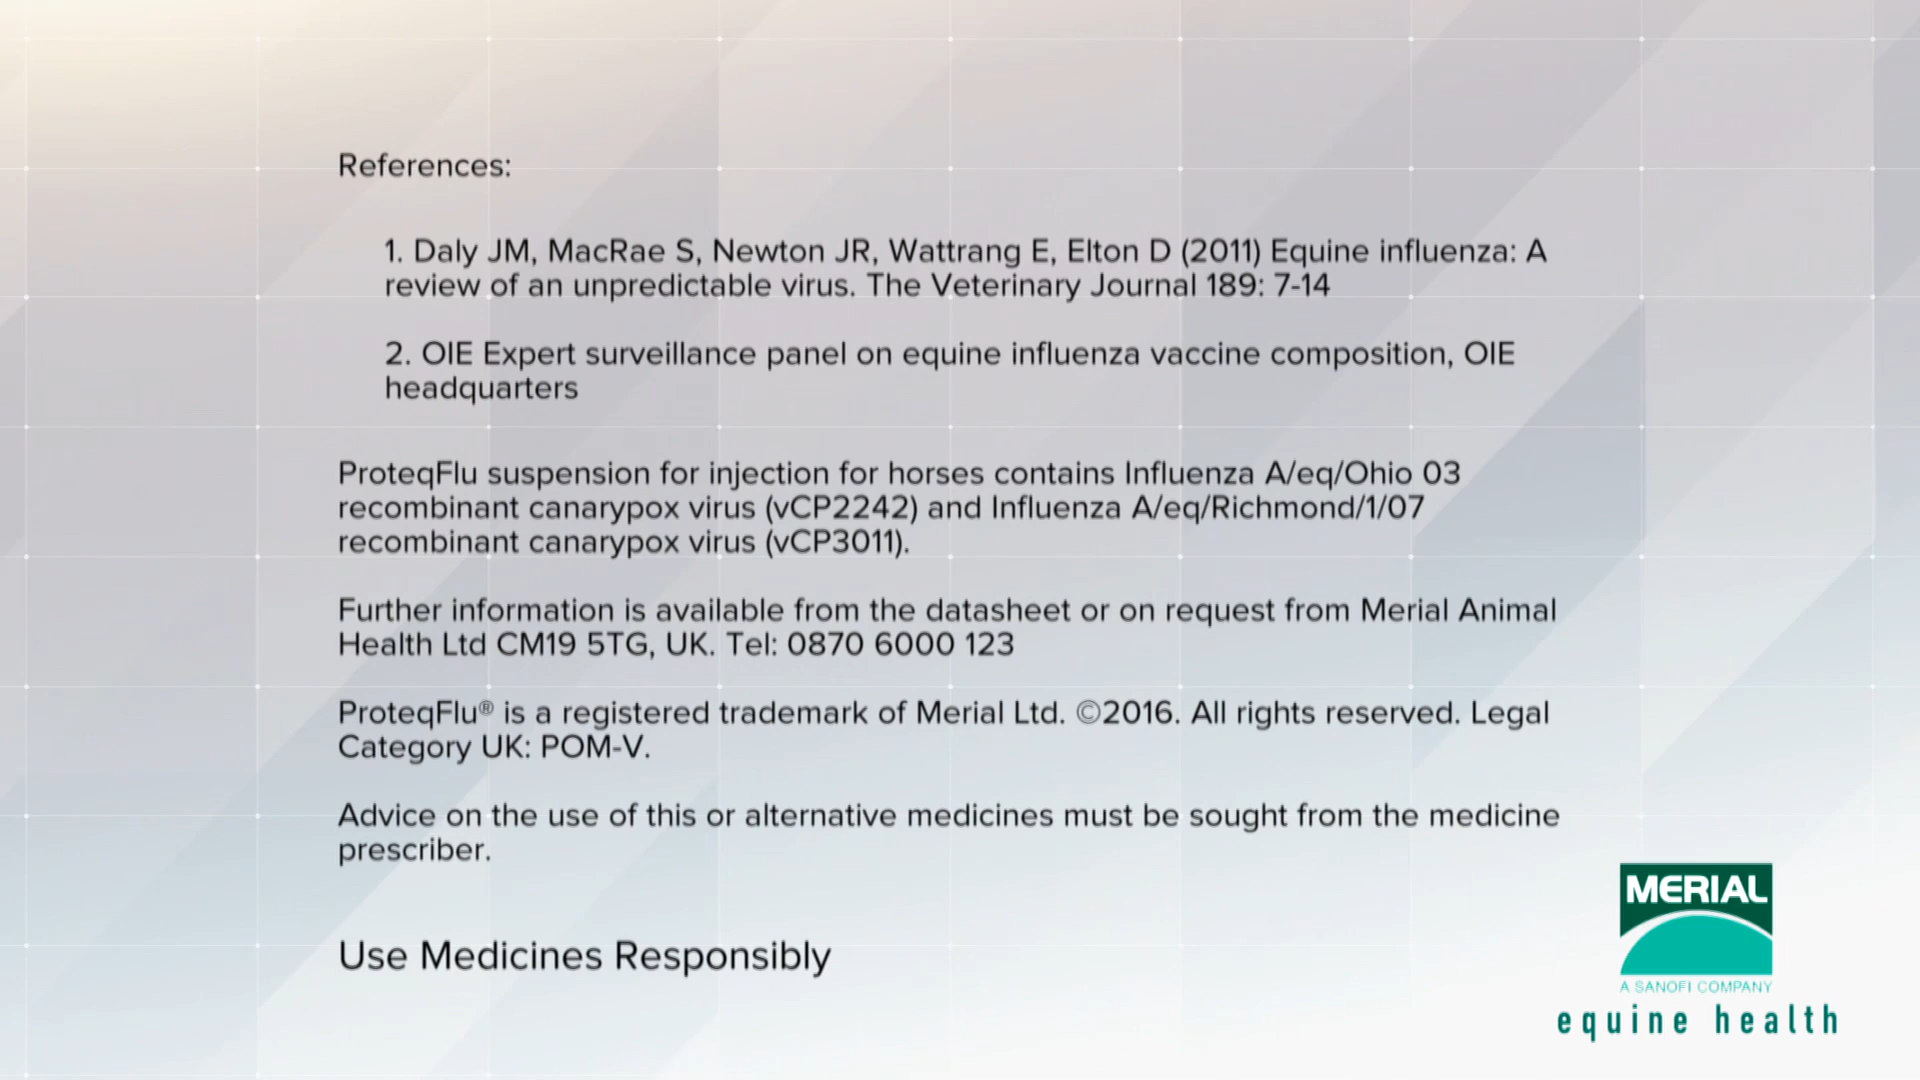 References:
1. Daly JM, MacRae S, Newton JR, Wattrang E, Elton D (2011) Equine influenza: A
review of an unpredictable virus. The Veterinary Journal 189: 7-14
2. OIE Expert surveillance panel on equine influenza vaccine composition, OIE
headquarters
ProteqFlu suspension for injection for horses contains Influenza A/eq/Ohio 03
recombinant canarypox virus (vCP2242) and Influenza A/eq/Richmond/1/07
recombinant canarypox virus (vCP3011).
Further information is available from the datasheet or on request from Merial Animal
Health Ltd CM19 5TG, UK. Tel: 0870 6000 123
ProteqFlu® is a registered trademark of Merial Ltd. ©2016. All rights reserved. Legal
Category UK: POM-V.
Advice on the use of this or alternative medicines must be sought from the medicine
prescriber.
Use Medicines Responsibly
MERIAL
A SANOFI COMPANY
equine health